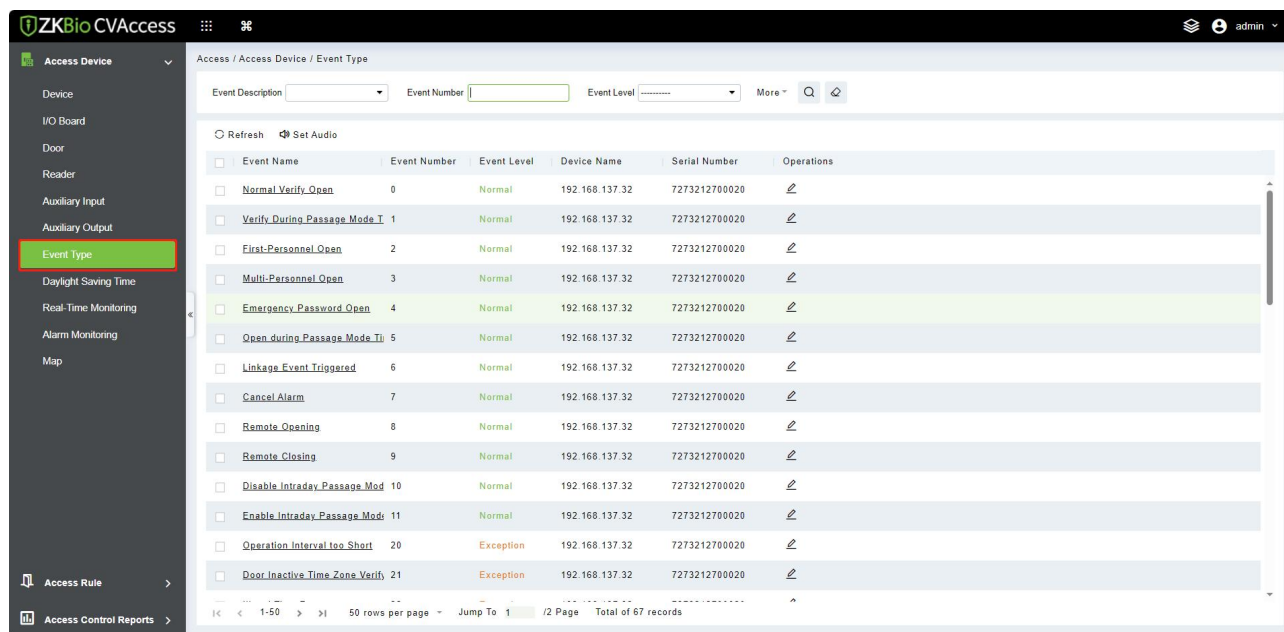 ZKBio CVAccess admin
Access Device
Device
I/O Board
Door
Reader
Auxiliary Input
Auxiliary Output
Event Type
Daylight Saving Time
Real-Time Monitoring
Alarm Monitoring
Map
Access Rule
Access Control Reports
Access / Access Device / Event Type
Event Description Event Number Event Level ---------- More
Refresh Set Audio
Event Name Event Number Event Level Device Name Serial Number Operations
Normal Verify Open 0 Normal 192.168.137.32 7273212700020
Verify During Passage Mode T 1 Normal 192.168.137.32 7273212700020
First-Personnel Open 2 Normal 192.168.137.32 7273212700020
Multi-Personnel Open 3 Normal 192.168.137.32 7273212700020
Emergency Password Open 4 Normal 192.168.137.32 7273212700020
Open during Passage Mode Ti 5 Normal 192.168.137.32 7273212700020
Linkage Event Triggered 6 Normal 192.168.137.32 7273212700020
Cancel Alarm 7 Normal 192.168.137.32 7273212700020
Remote Opening 8 Normal 192.168.137.32 7273212700020
Remote Closing 9 Normal 192.168.137.32 7273212700020
Disable Intraday Passage Mod 10 Normal 192.168.137.32 7273212700020
Enable Intraday Passage Mode 11 Normal 192.168.137.32 7273212700020
Operation Interval too Short 20 Exception 192.168.137.32 7273212700020
Door Inactive Time Zone Verify 21 Exception 192.168.137.32 7273212700020
1-50 50 rows per page Jump To 1 /2 Page Total of 67 records